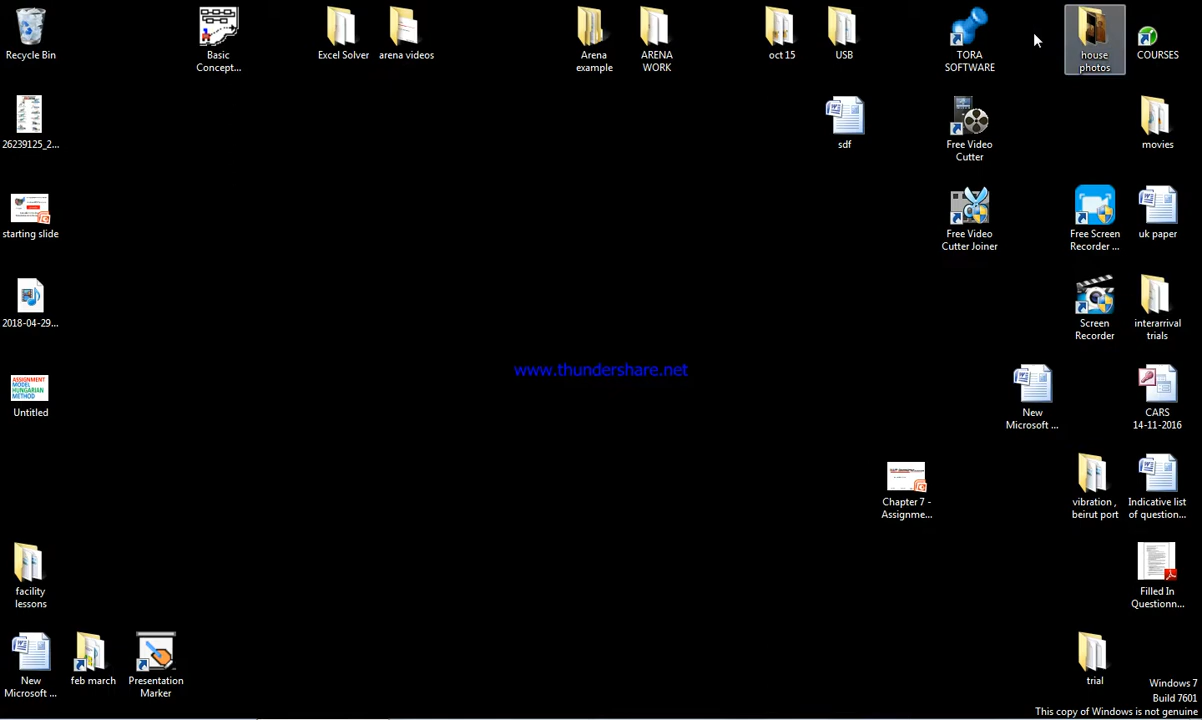 Recycle Bin
Basic
Concept...
Excel Solver
arena videos
Arena
example
ARENA
WORK
oct 15
USB
TORA
SOFTWARE
house
photos
COURSES
26239125_2...
sdf
Free Video
Cutter
movies
starting slide
Free Video
Cutter Joiner
Free Screen
Recorder ...
uk paper
2018-04-29...
Screen
Recorder
interarrival
trials
www.thundershare.net
ASSIGNMENT
MODEL
HUNGARIAN
METHOD
Untitled
New
Microsoft ...
CARS
14-11-2016
Chapter 7 -
Assignme...
vibration ,
beirut port
Indicative list
of question...
facility
lessons
Filled In
Questionn...
New
Microsoft ...
feb march
Presentation
Marker
trial
Windows 7
Build 7601
This copy of Windows is not genuine